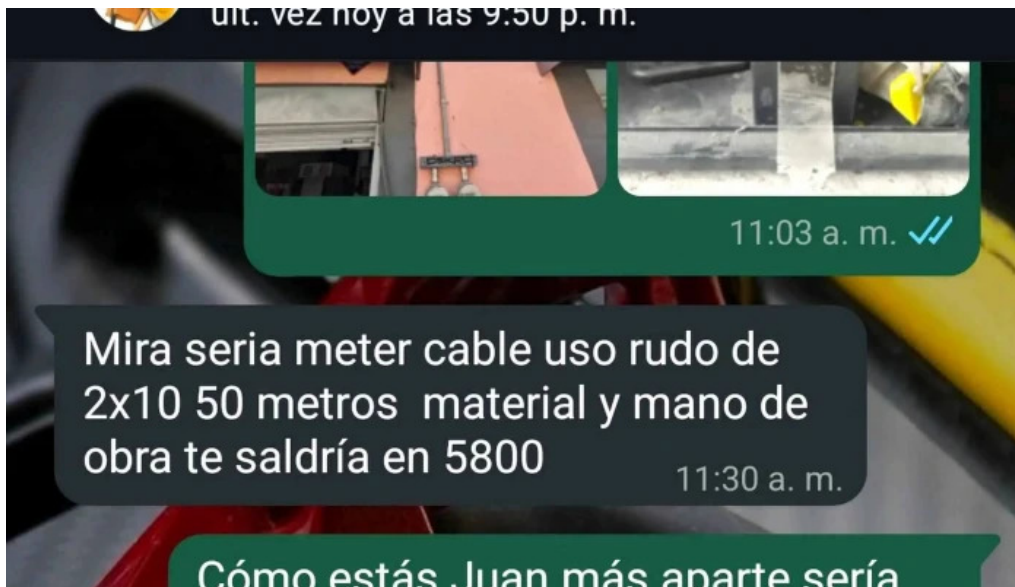 ult. vez hoy a las 9:50 p. m.
11:03 a. m.
Mira seria meter cable uso rudo de
2x10 50 metros  material y mano de
obra te saldría en 5800
11:30 a. m.
Cómo estás Juan más aparte sería